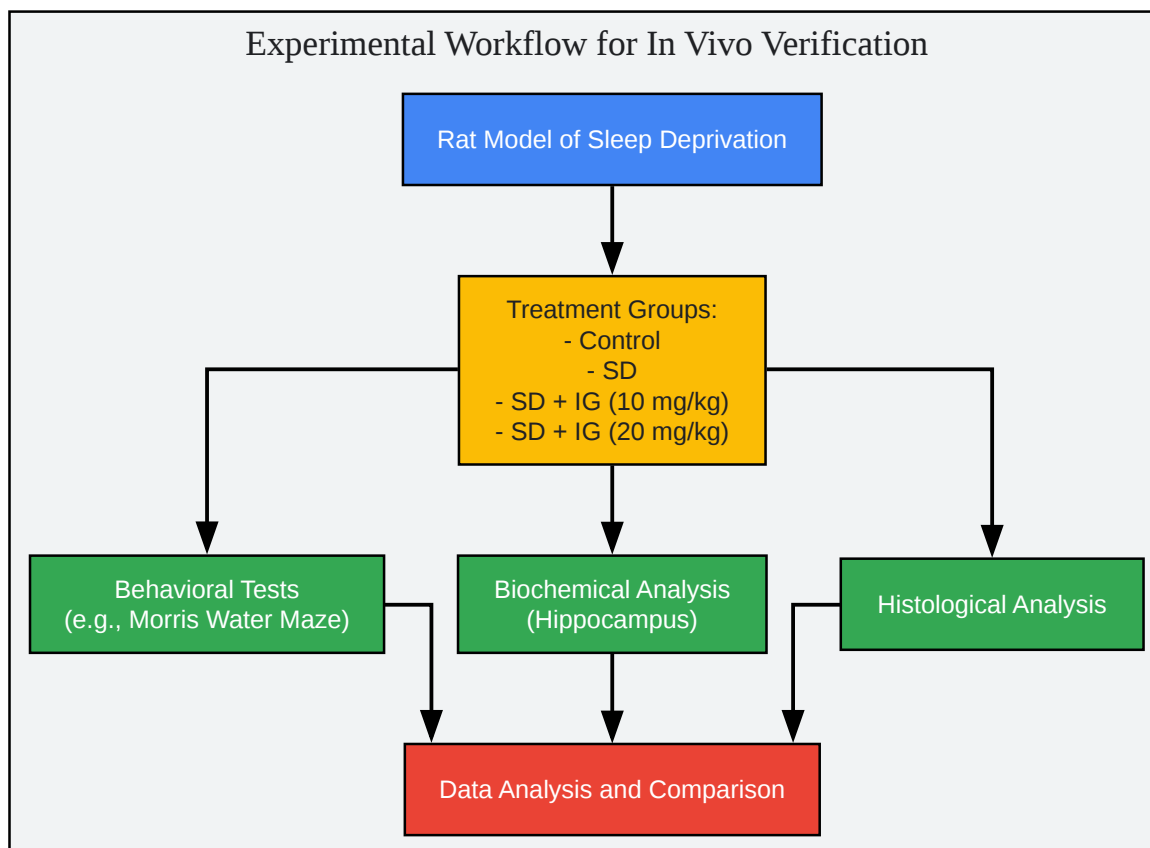 Experimental Workflow for In Vivo Verification
Rat Model of Sleep Deprivation
Treatment Groups:
- Control
- SD
- SD + IG (10 mg/kg)
- SD + IG (20 mg/kg)
Behavioral Tests
(e.g., Morris Water Maze)
Biochemical Analysis
(Hippocampus)
Histological Analysis
Data Analysis and Comparison